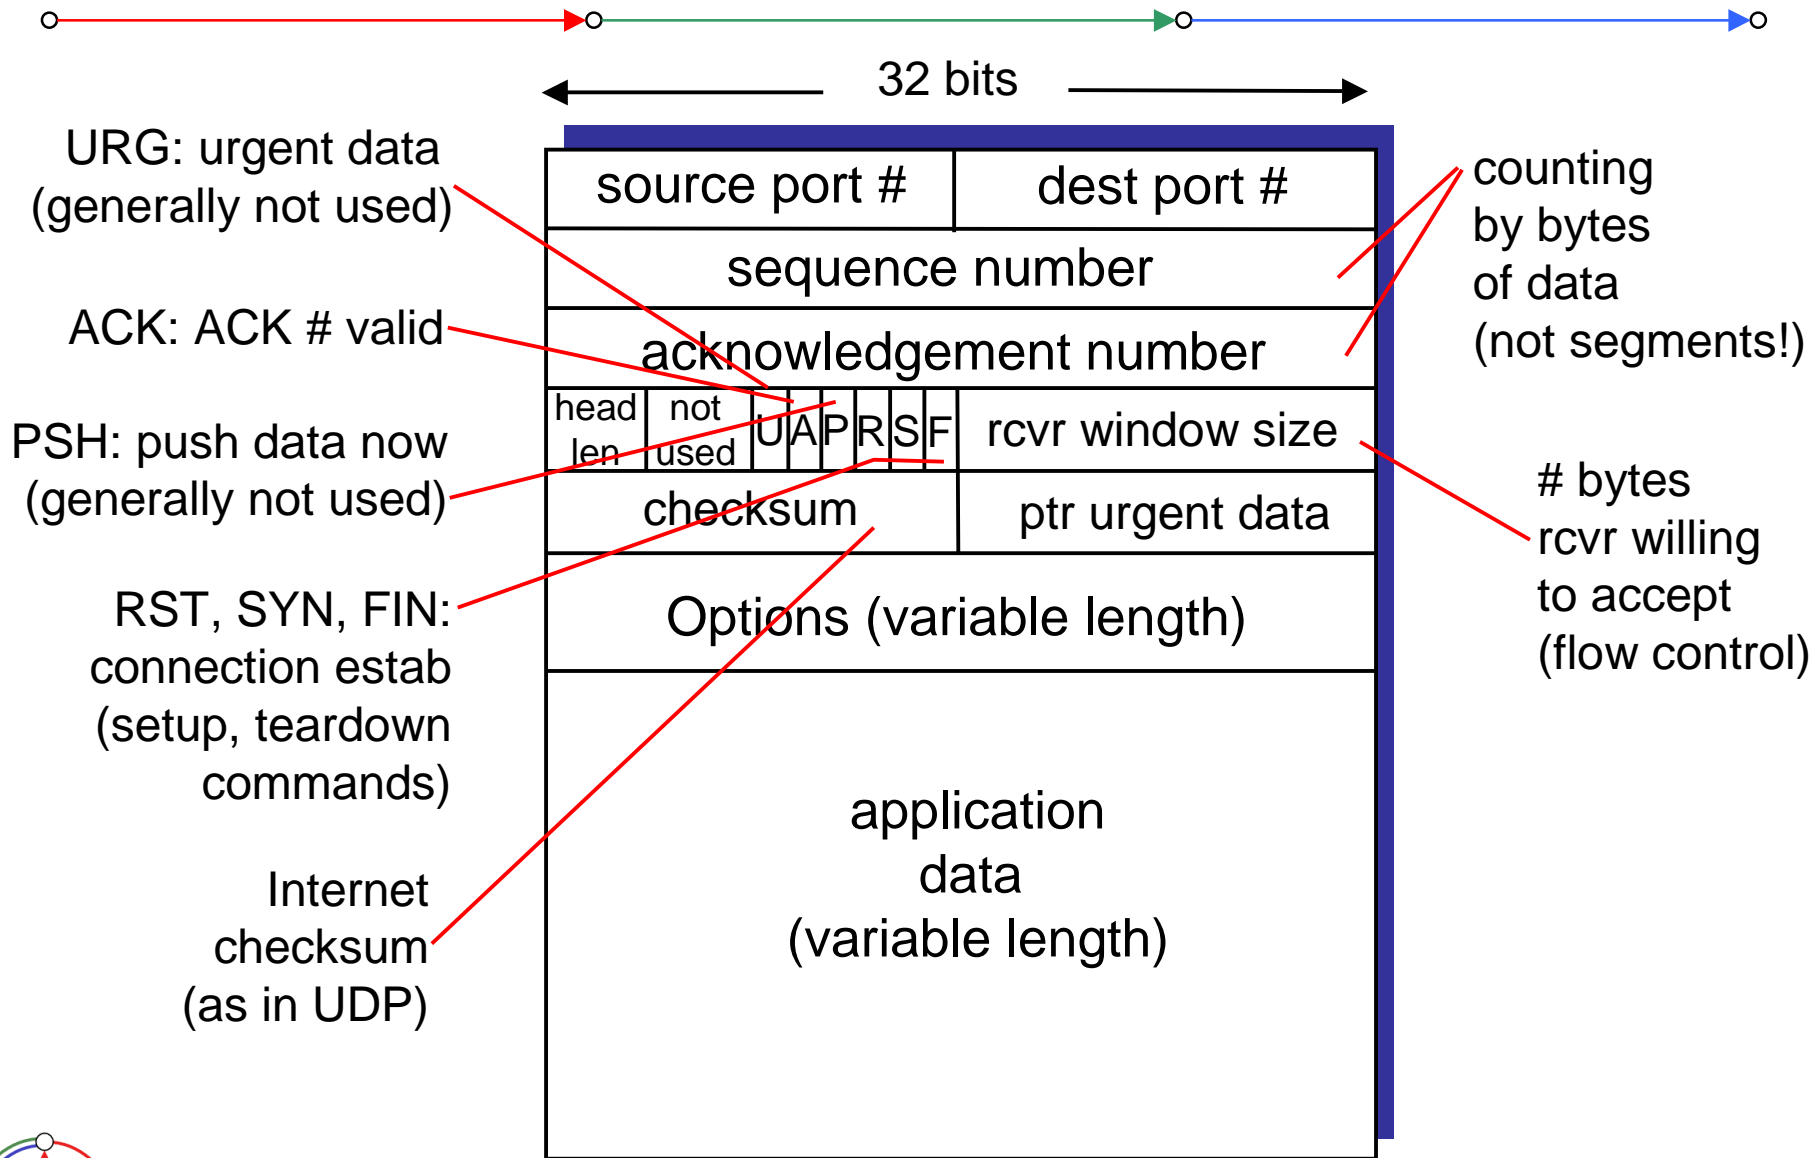 32 bits
URG: urgent data
(generally not used)
ACK: ACK # valid
PSH: push data now
(generally not used)
RST, SYN, FIN:
connection estab
(setup, teardown
commands)
Internet
checksum
(as in UDP)
source port #
dest port #
sequence number
acknowledgement number
head
len
not
used
U
A
P
R
S
F
rcvr window size
checksum
ptr urgent data
Options (variable length)
application
data
(variable length)
counting
by bytes
of data
(not segments!)
# bytes
rcvr willing
to accept
(flow control)